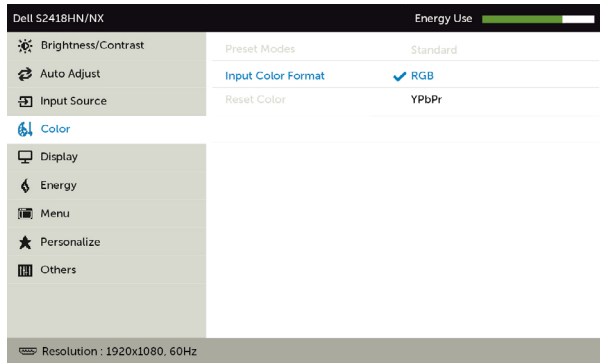 Dell S2418HN/NX Energy Use
Brightness/Contrast
Auto Adjust
Input Source
Color
Display
Energy
Menu
Personalize
Others
Preset Modes Standard
Input Color Format RGB
Reset Color YPbPr
Resolution : 1920x1080, 60Hz